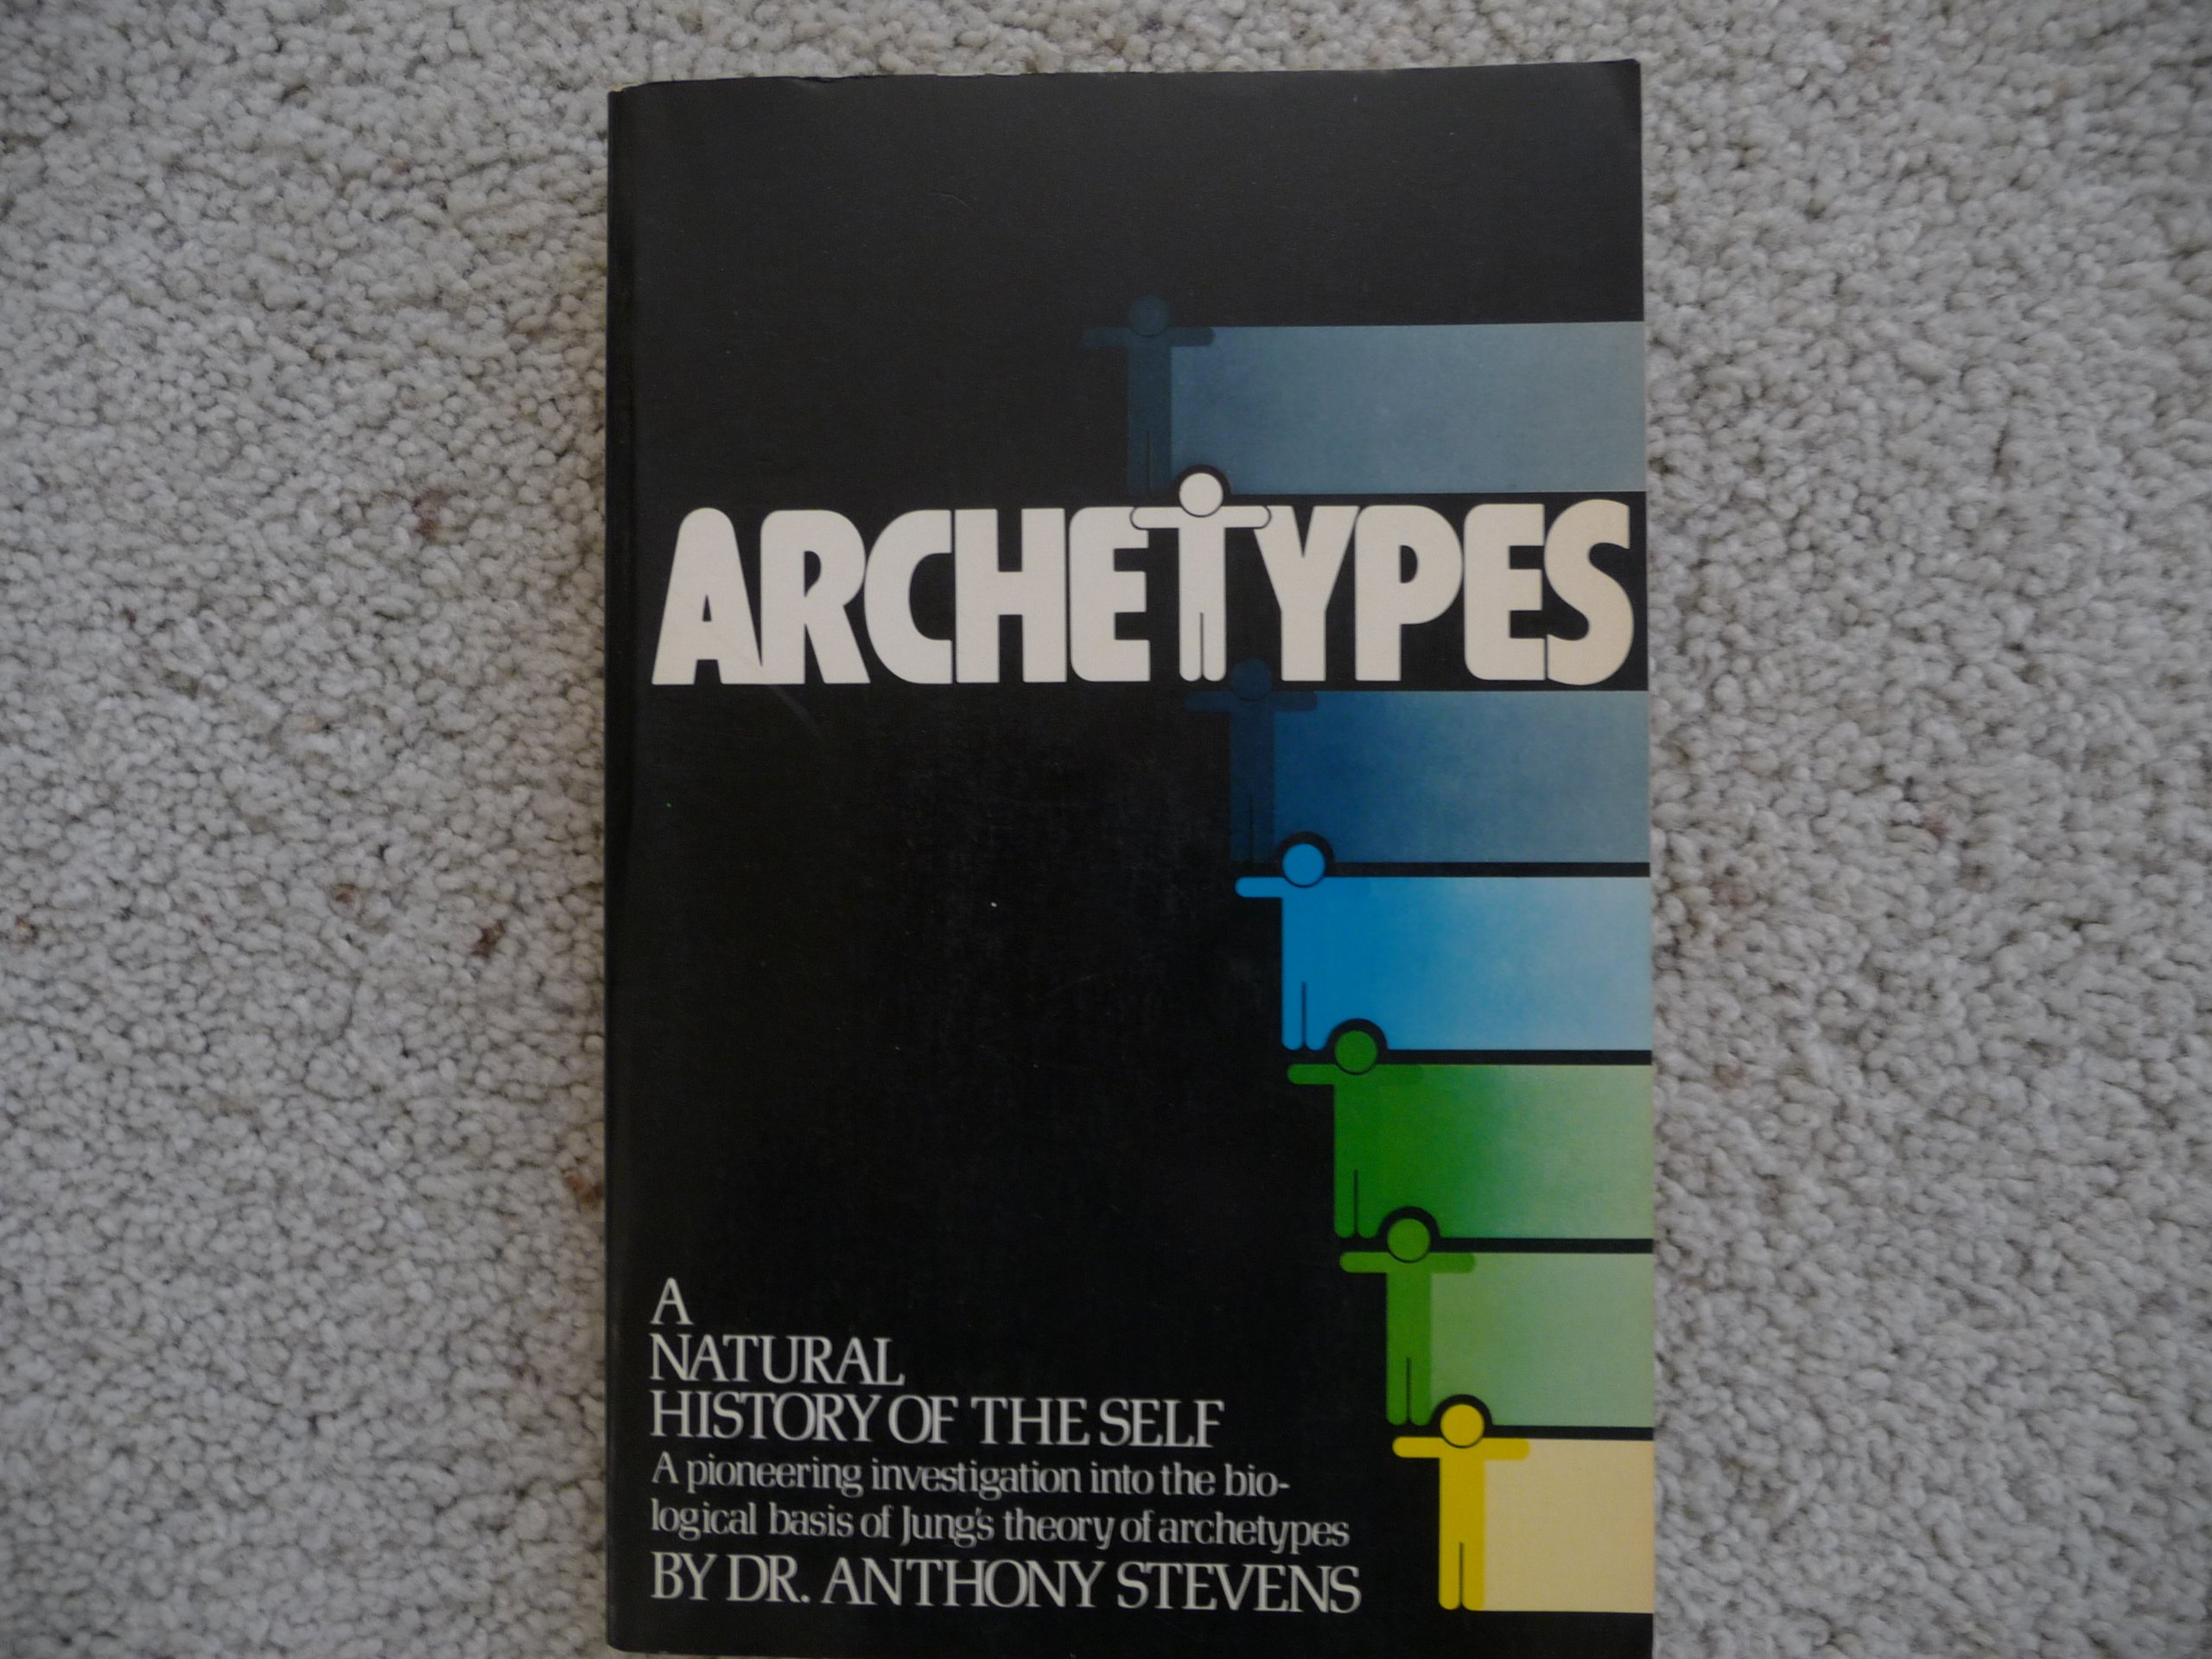 ARCHETYPES
A
NATURAL
HISTORY OF THE SELF
A pioneering investigation into the bio-
logical basis of Jung's theory of archetypes
BY DR. ANTHONY STEVENS